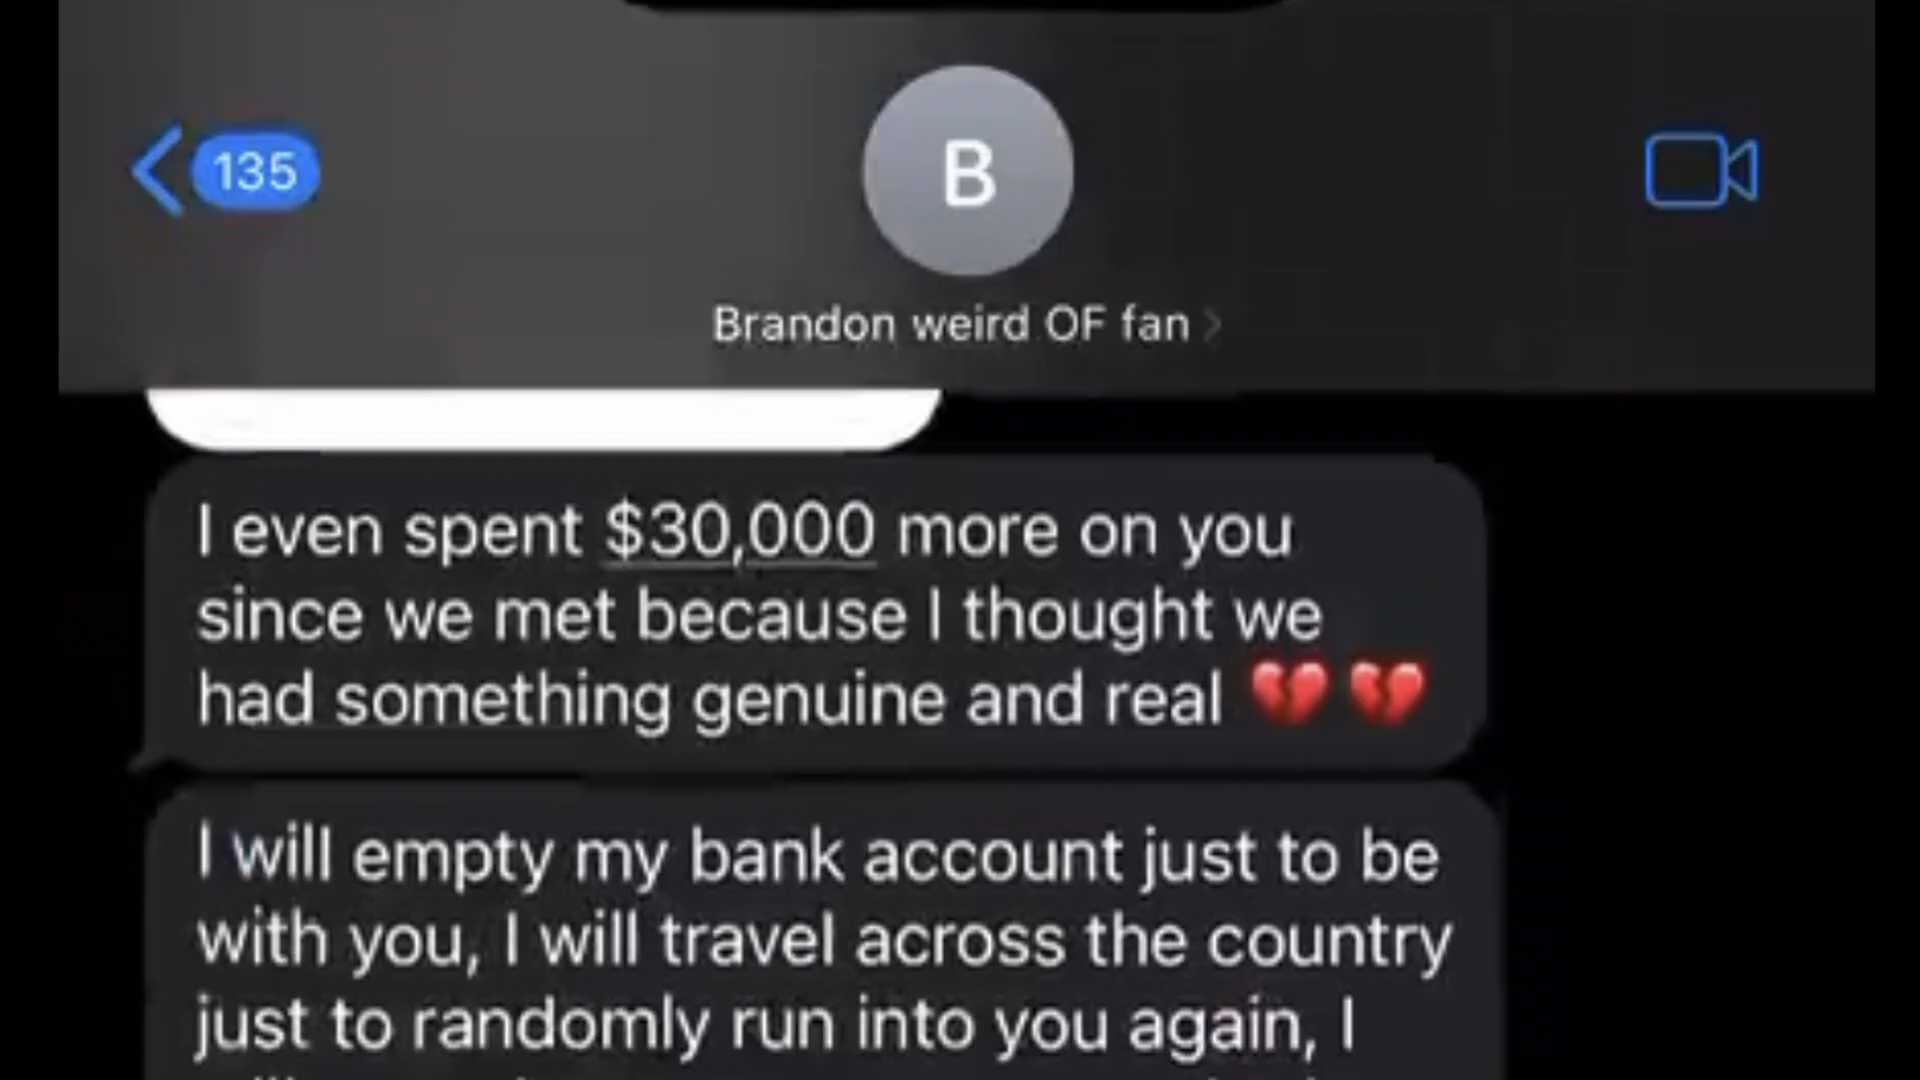 135
B
Brandon weird OF fan
I even spent $30,000 more on you
since we met because I thought we
had something genuine and real 💔 💔
I will empty my bank account just to be
with you, I will travel across the country
just to randomly run into you again, I